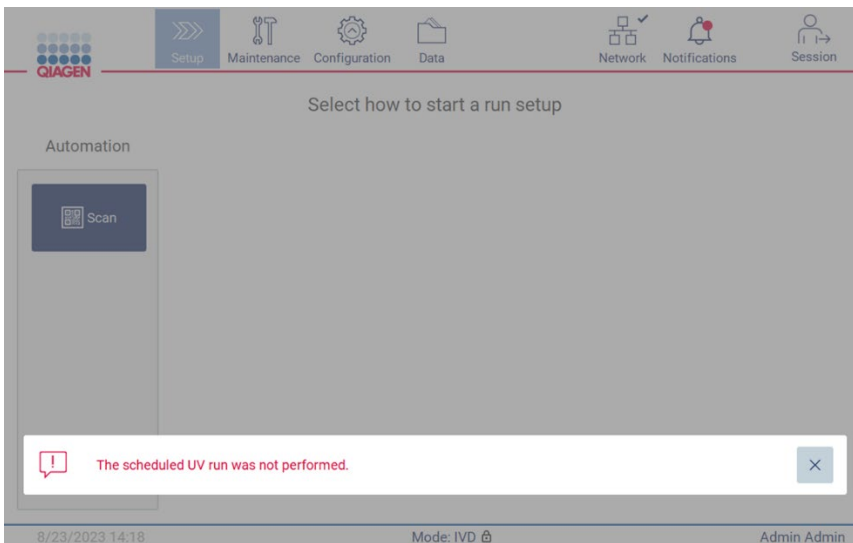 QIAGEN
Setup
Maintenance
Configuration
Data
Network
Notifications
Session
Select how to start a run setup
Automation
Scan
The scheduled UV run was not performed.
8/23/2023 14:18
Mode: IVD
Admin Admin